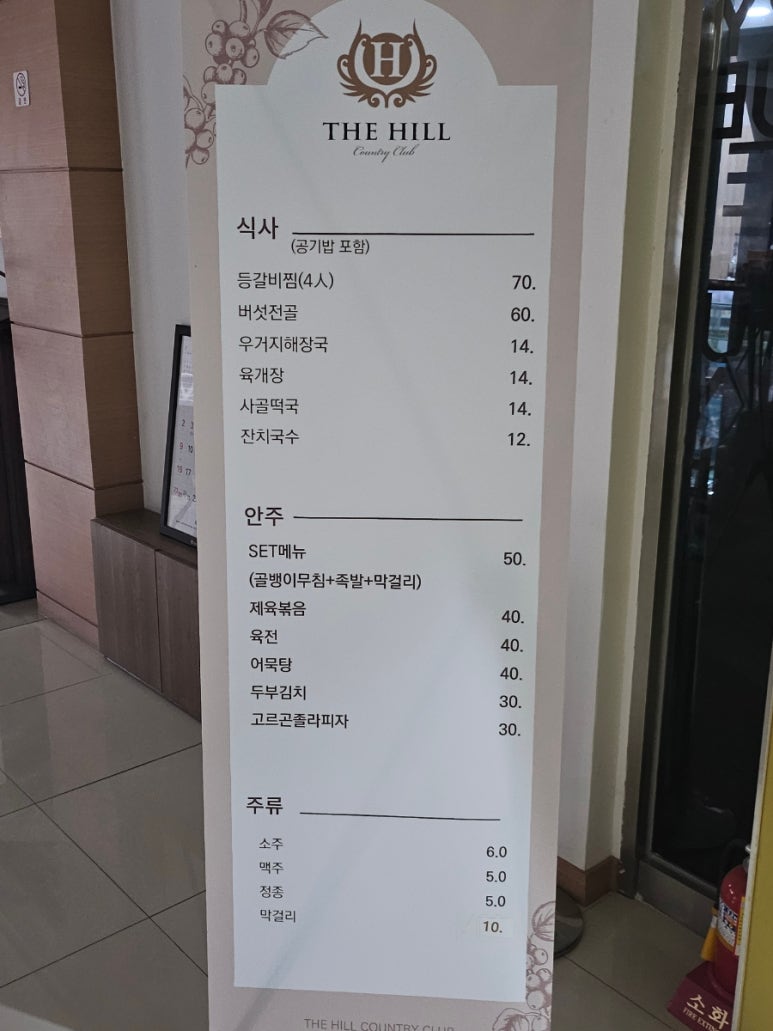 H
THE HILL
Country Club
식사
(공기밥 포함)
등갈비찜(4人) 70.
버섯전골 60.
우거지해장국 14.
육개장 14.
사골떡국 14.
잔치국수 12.
안주
SET메뉴 50.
(골뱅이무침+족발+막걸리)
제육볶음 40.
육전 40.
어묵탕 40.
두부김치 30.
고르곤졸라피자 30.
주류
소주 6.0
맥주 5.0
정종 5.0
막걸리 10.
THE HILL COUNTRY CLUB
소화